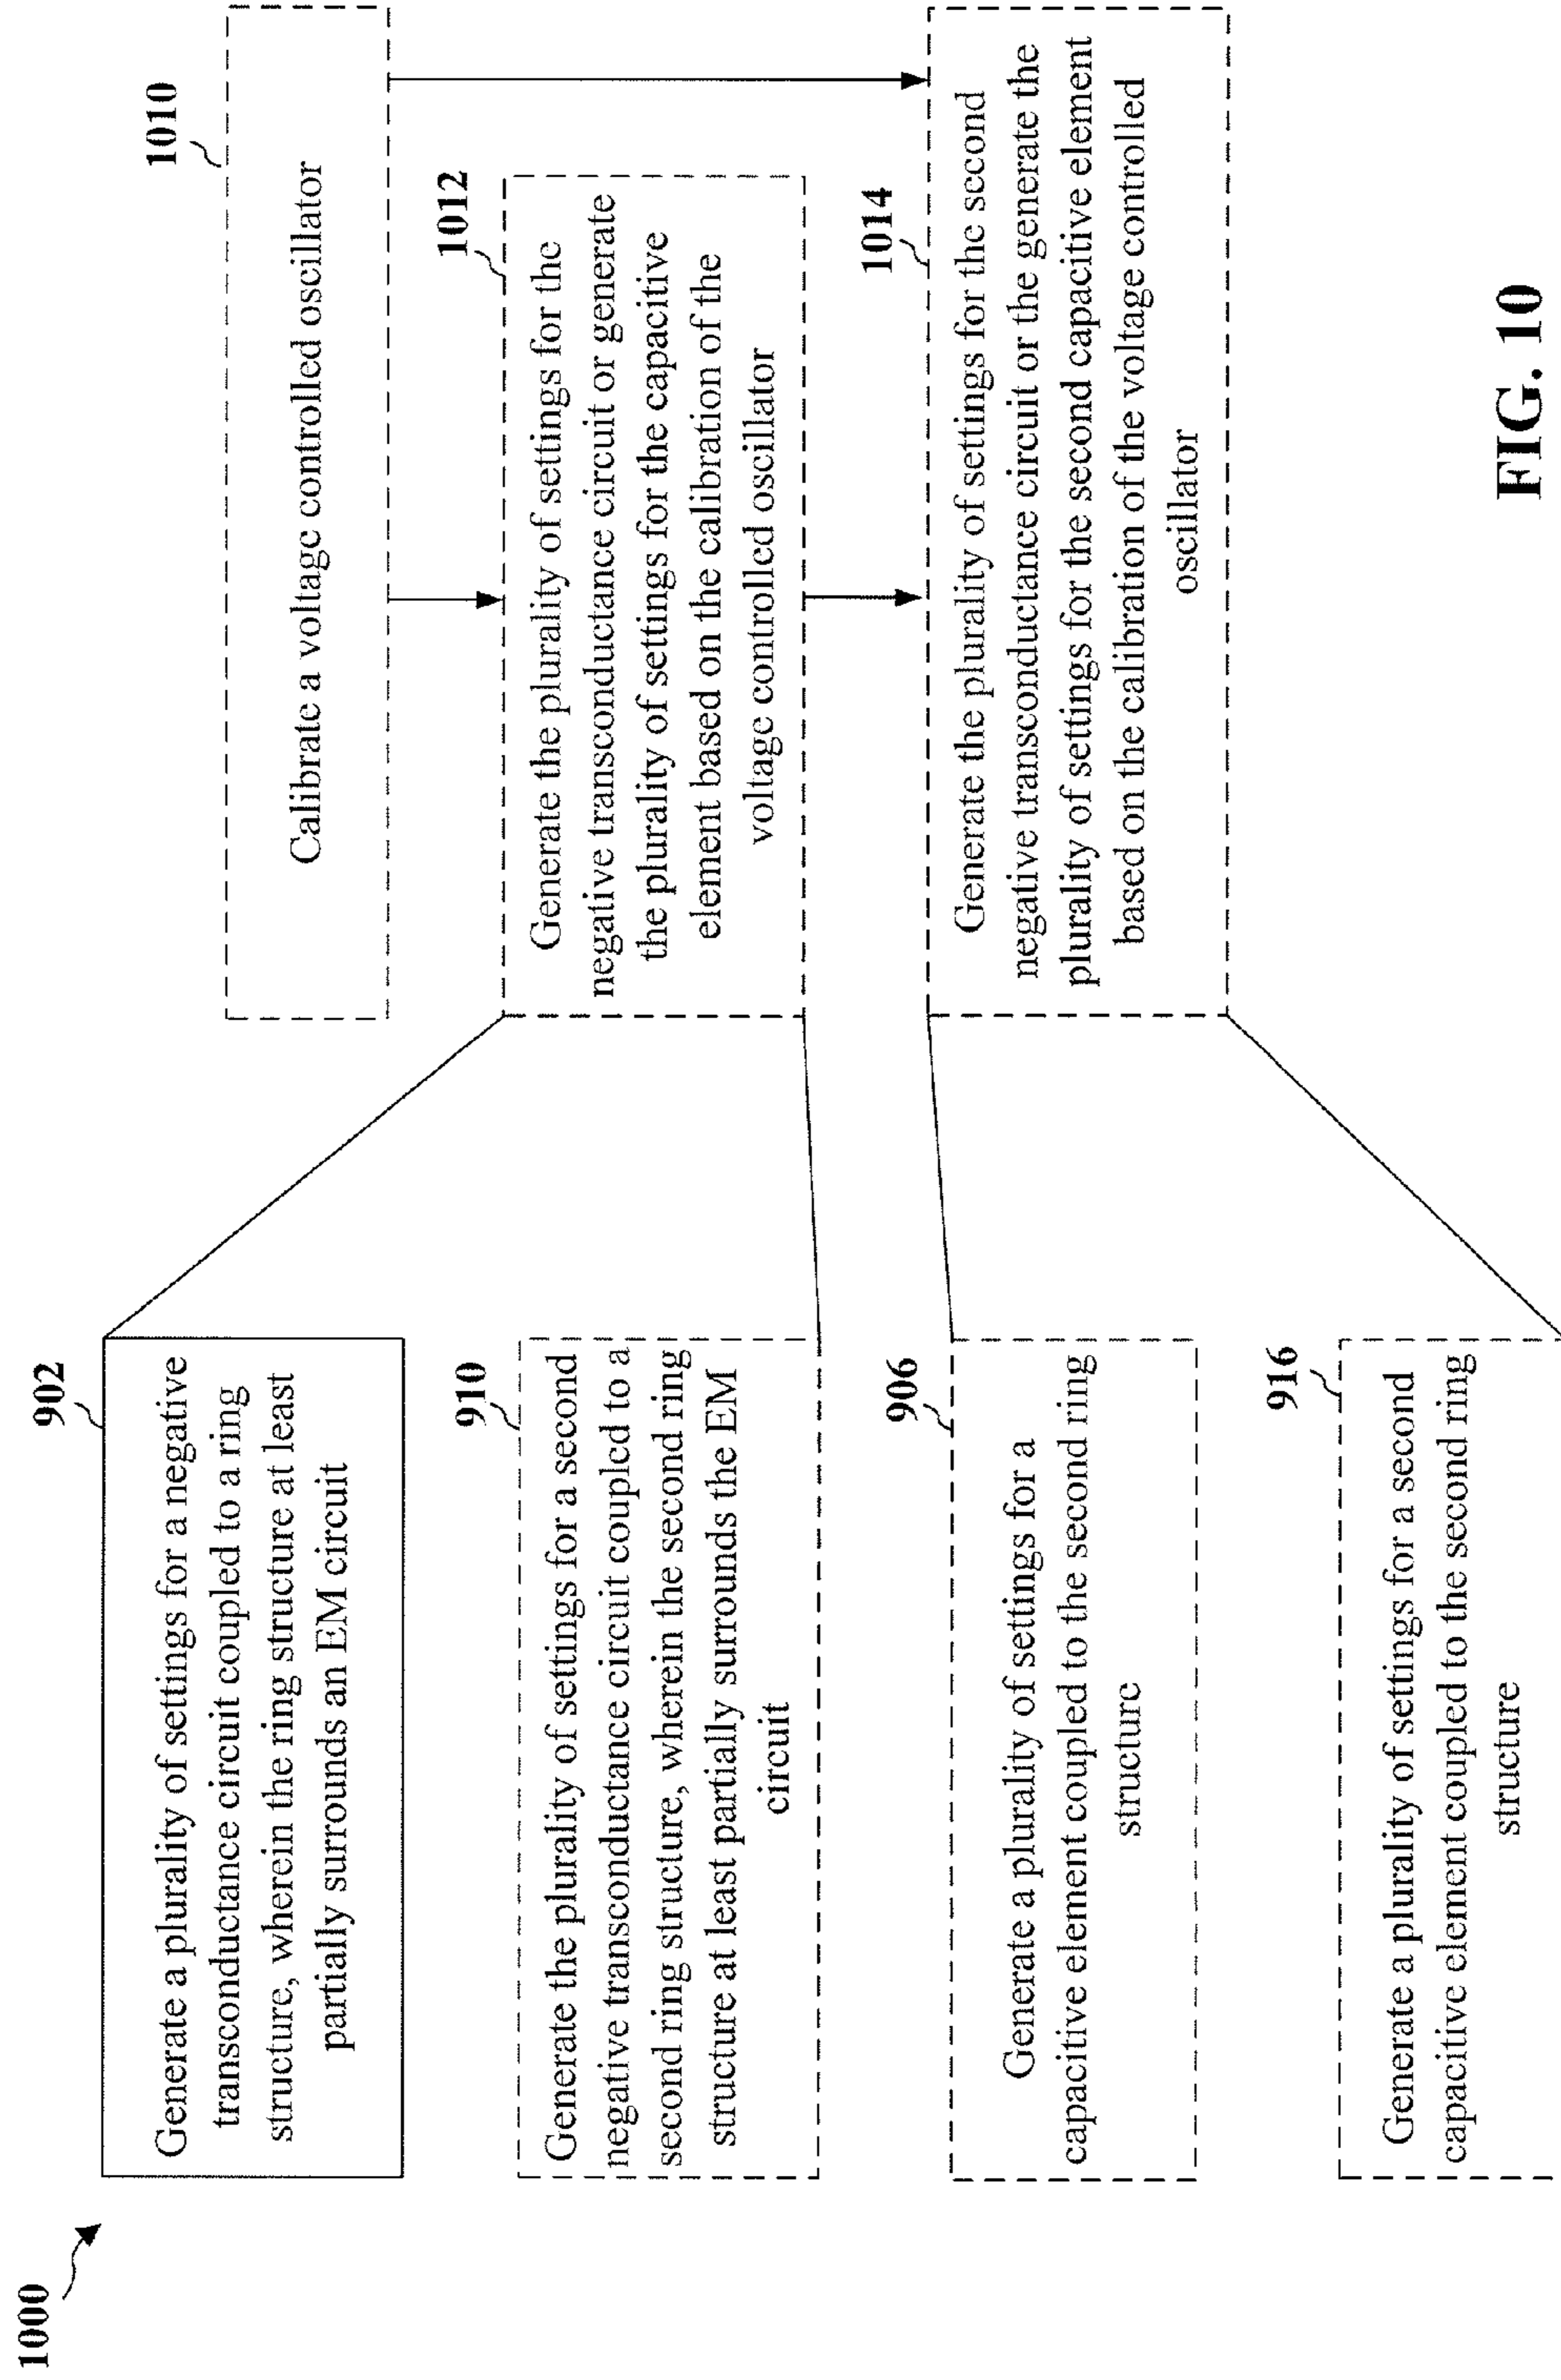 1000
902
Generate a plurality of settings for a negative
transconductance circuit coupled to a ring
structure, wherein the ring structure at least
partially surrounds an EM circuit
910
Generate the plurality of settings for a second
negative transconductance circuit coupled to a
second ring structure, wherein the second ring
structure at least partially surrounds the EM
circuit
906
Generate a plurality of settings for a
capacitive element coupled to the second ring
structure
916
Generate a plurality of settings for a second
capacitive element coupled to the second ring
structure
1010
Calibrate a voltage controlled oscillator
1012
Generate the plurality of settings for the
negative transconductance circuit or generate
the plurality of settings for the capacitive
element based on the calibration of the
voltage controlled oscillator
1014
Generate the plurality of settings for the second
negative transconductance circuit or the generate the
plurality of settings for the second capacitive element
based on the calibration of the voltage controlled
oscillator
FIG. 10